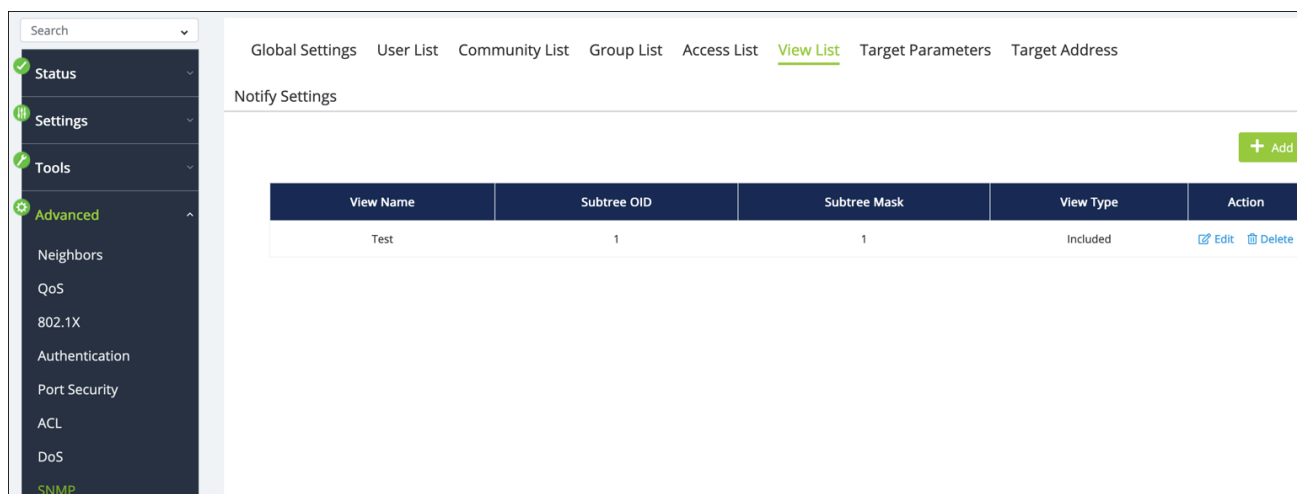 Search
Status
Settings
Tools
Advanced
Neighbors
QoS
802.1X
Authentication
Port Security
ACL
DoS
SNMP
Global Settings User List Community List Group List Access List View List Target Parameters Target Address
Notify Settings
Add
View Name Subtree OID Subtree Mask View Type Action
Test 1 1 Included Edit Delete